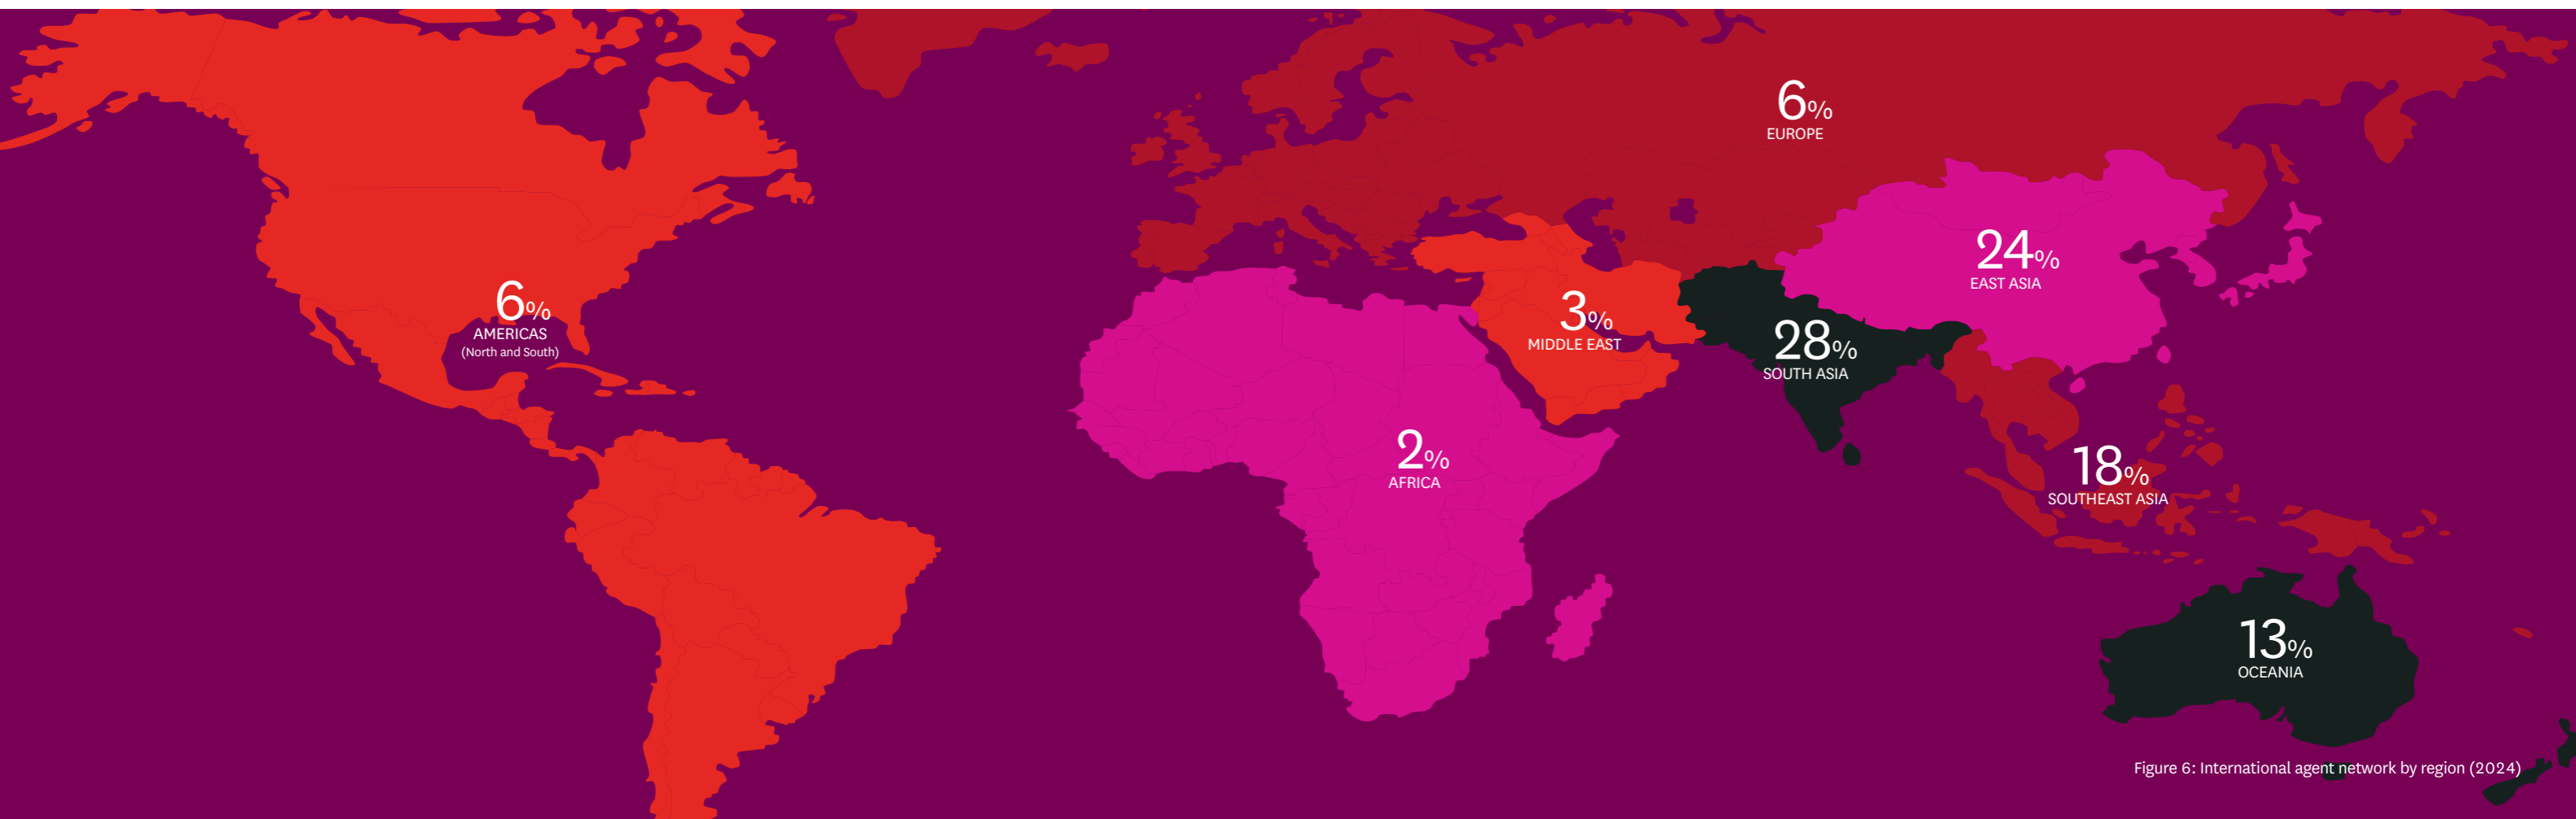 6%
EUROPE
24%
EAST ASIA
6%
AMERICAS
(North and South)
3%
MIDDLE EAST
28%
SOUTH ASIA
2%
AFRICA
18%
SOUTHEAST ASIA
13%
OCEANIA
Figure 6: International agent network by region (2024)